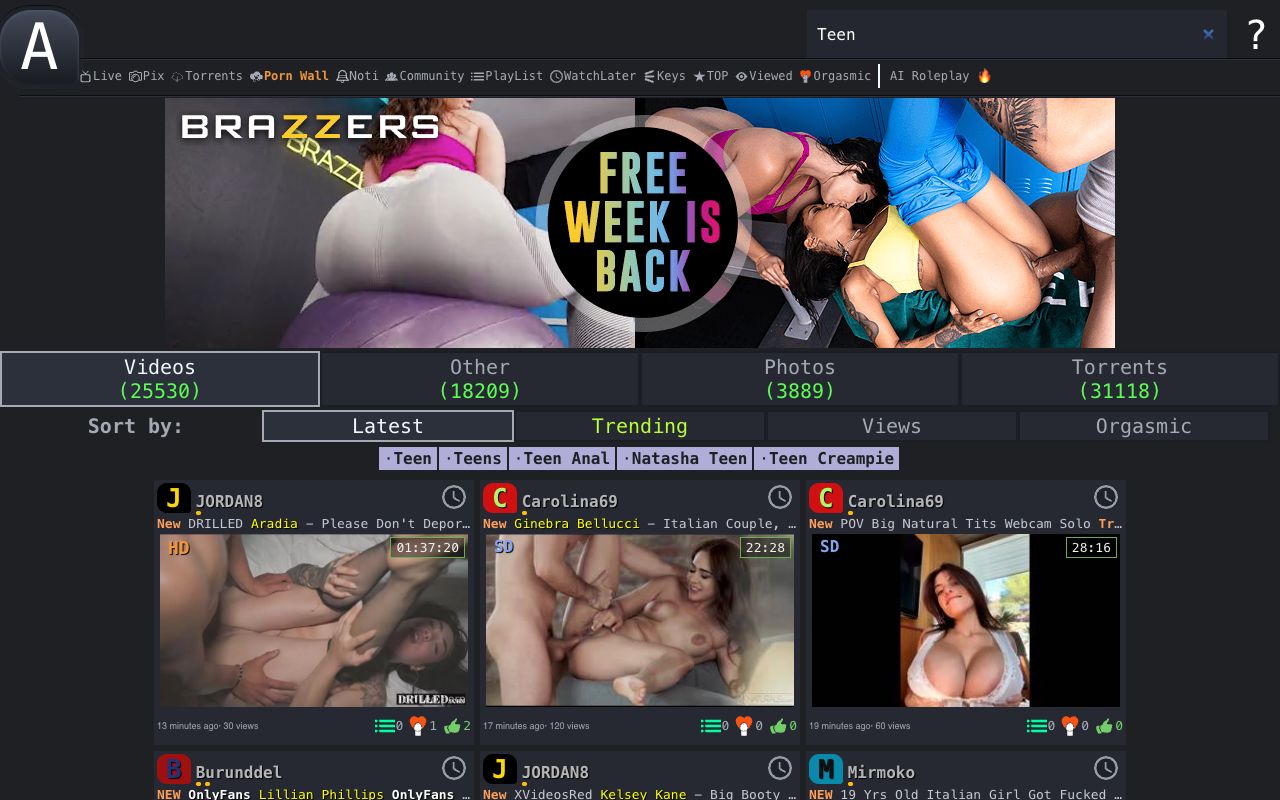 A
Teen
×
?
Live Pix Torrents Porn Wall Noti Community PlayList WatchLater Keys TOP Viewed Orgasmic AI Roleplay
BRAZZERS
BRAZZ
FREE
WEEK IS
BACK
Videos
(25530)
Other
(18209)
Photos
(3889)
Torrents
(31118)
Sort by:
Latest
Trending
Views
Orgasmic
·Teen ·Teens ·Teen Anal ·Natasha Teen ·Teen Creampie
J JORDAN8
New DRILLED Aradia – Please Don't Depor…
HD 01:37:20
DRILLED
13 minutes ago· 30 views 0 1 2
C Carolina69
New Ginebra Bellucci – Italian Couple, …
SD 22:28
17 minutes ago· 120 views 0 0 0
C Carolina69
New POV Big Natural Tits Webcam Solo Tr…
SD 28:16
19 minutes ago· 60 views 0 0 0
B Burunddel
NEW OnlyFans Lillian Phillips OnlyFans …
J JORDAN8
New XVideosRed Kelsey Kane – Big Booty …
M Mirmoko
NEW 19 Yrs Old Italian Girl Got Fucked …